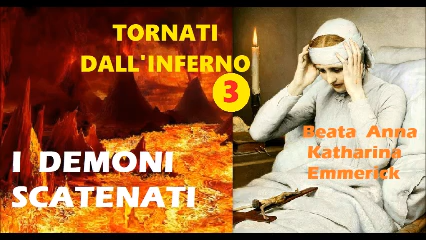 TORNATI
DALL'INFERNO
3
I DEMONI
SCATENATI
Beata Anna
Katharina
Emmerick